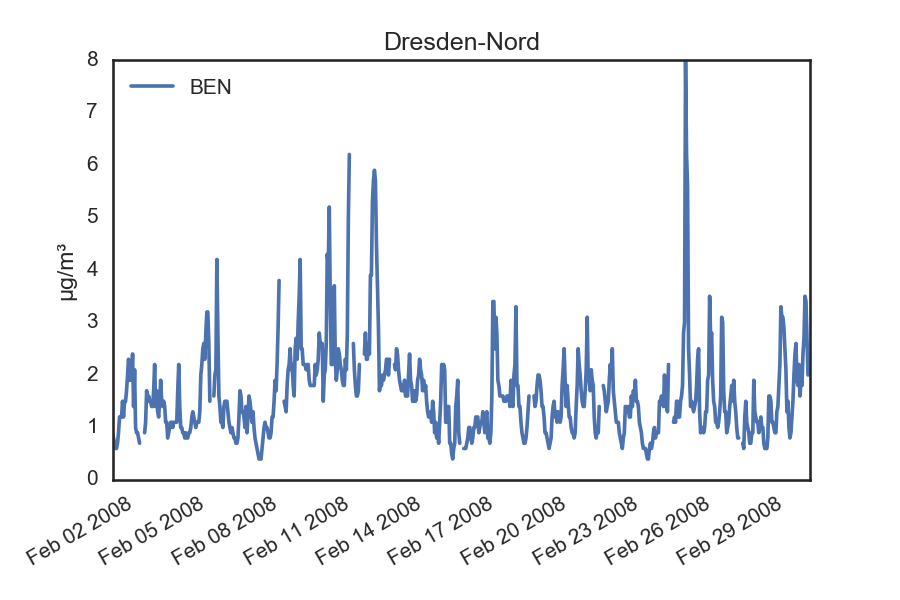 Dresden-Nord
BEN
µg/m³
8
7
6
5
4
3
2
1
0
Feb 02 2008
Feb 05 2008
Feb 08 2008
Feb 11 2008
Feb 14 2008
Feb 17 2008
Feb 20 2008
Feb 23 2008
Feb 26 2008
Feb 29 2008